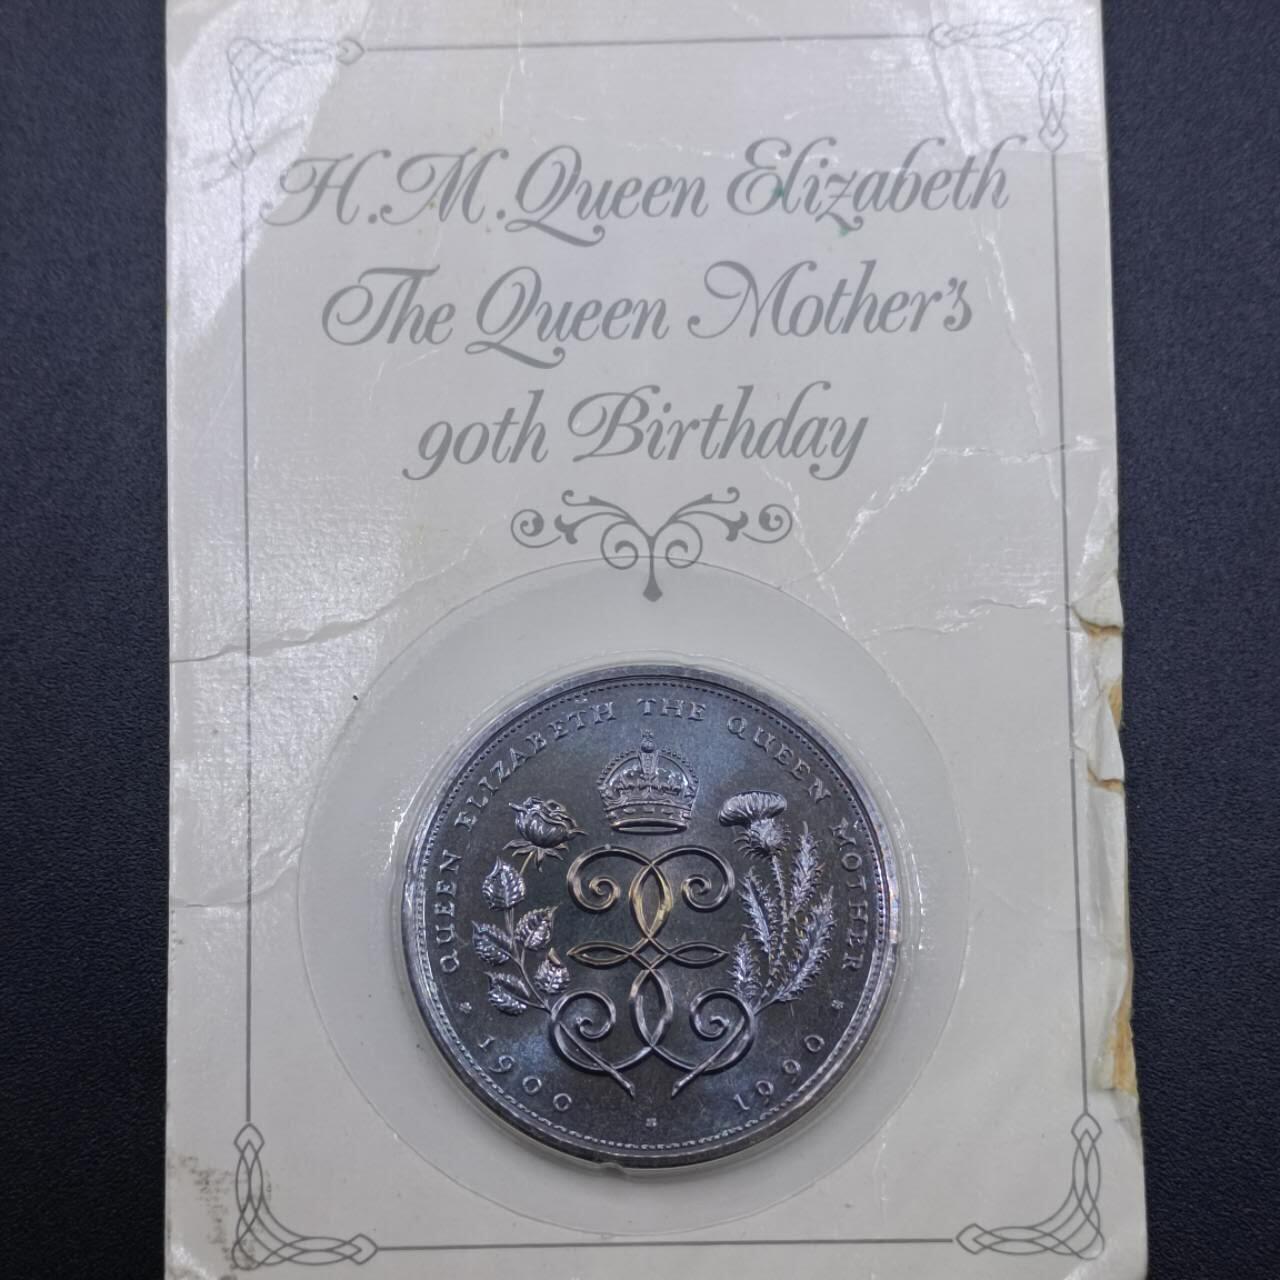 H.M. Queen Elizabeth
The Queen Mother's
90th Birthday
QUEEN ELIZABETH THE QUEEN MOTHER
1900
1990